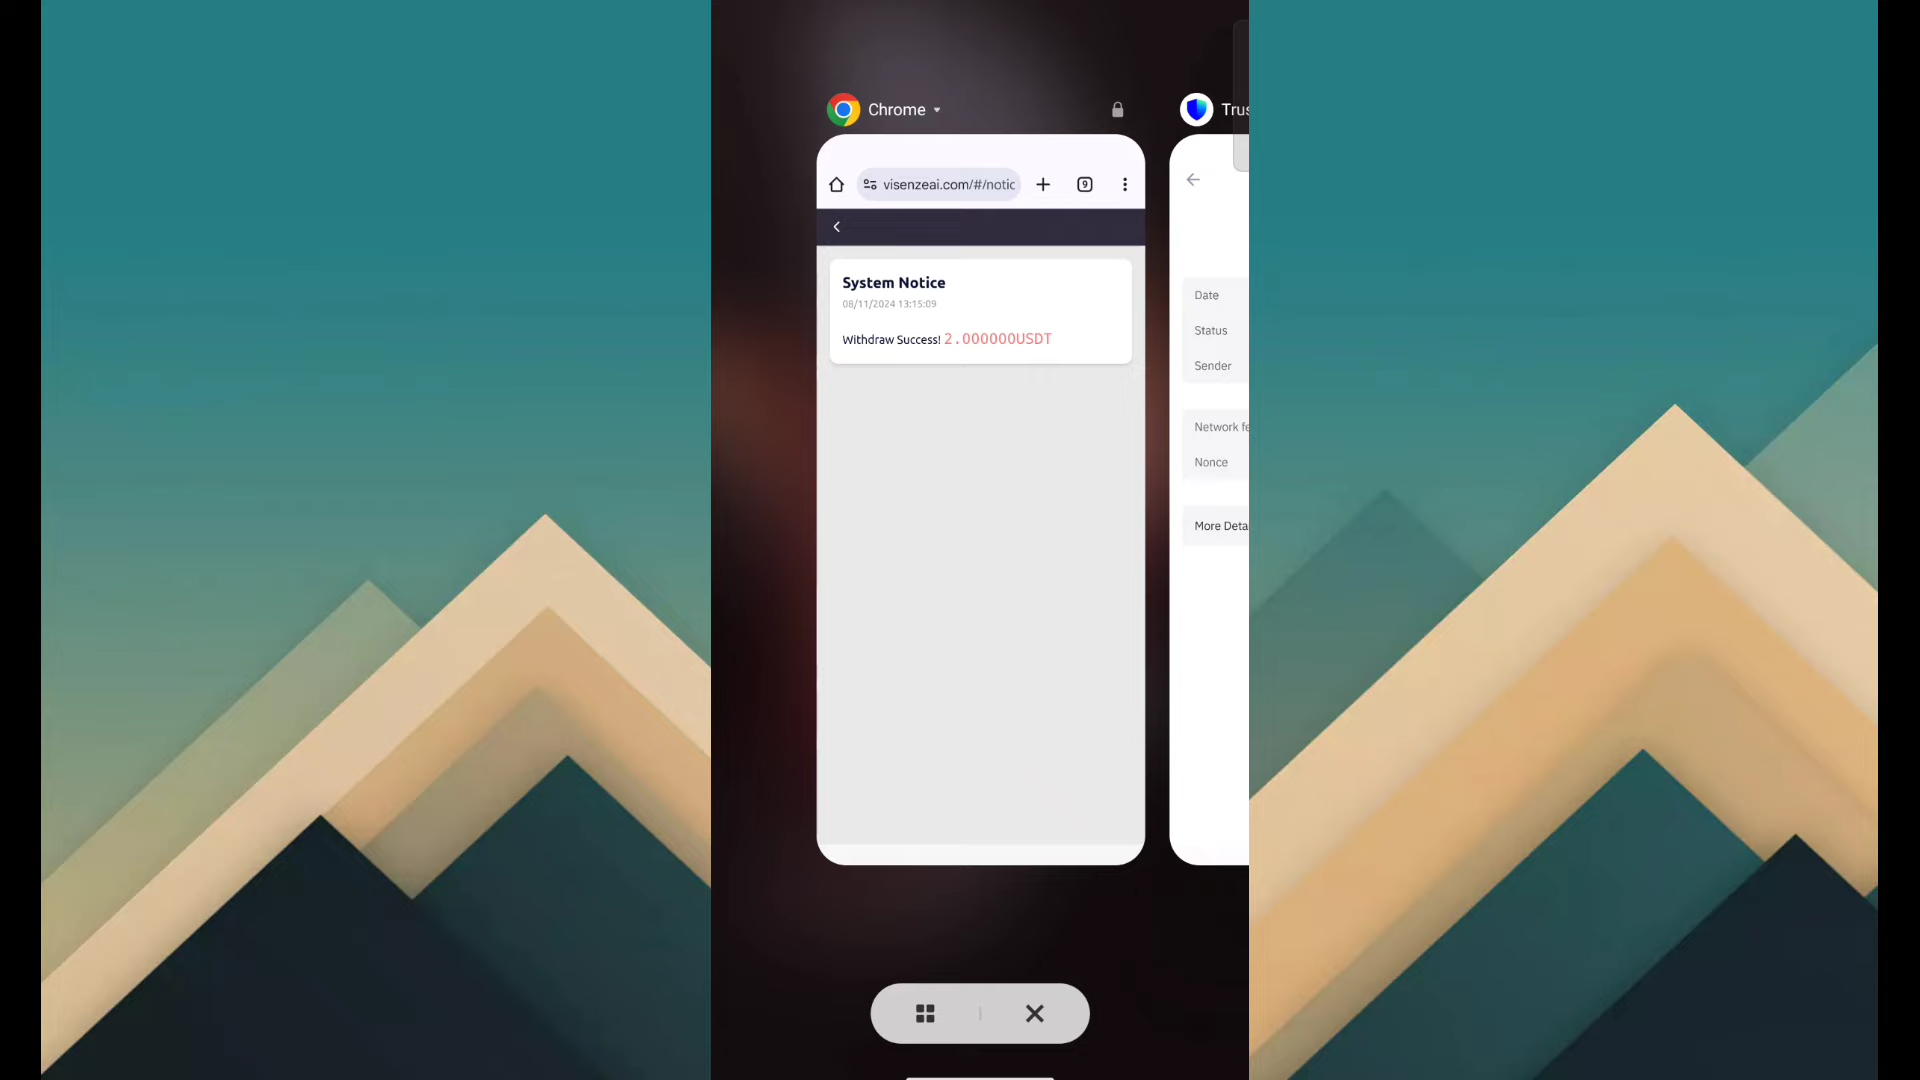 Chrome
visenzeai.com/#/notic
9
System Notice
08/11/2024 13:15:09
Withdraw Success! 2.000000USDT
Trus
Date
Status
Sender
Network fe
Nonce
More Deta